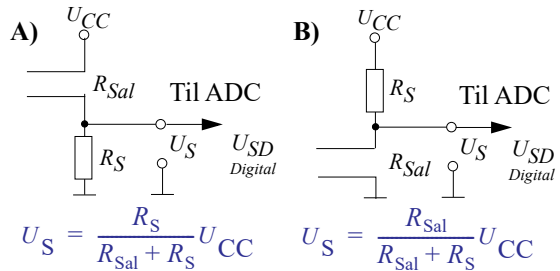 A)
U_CC
R_Sal
Til ADC
R_S
U_S
U_SD
Digital
U_S = R_S / (R_Sal + R_S) U_CC
B)
U_CC
R_S
Til ADC
R_Sal
U_S
U_SD
Digital
U_S = R_Sal / (R_Sal + R_S) U_CC